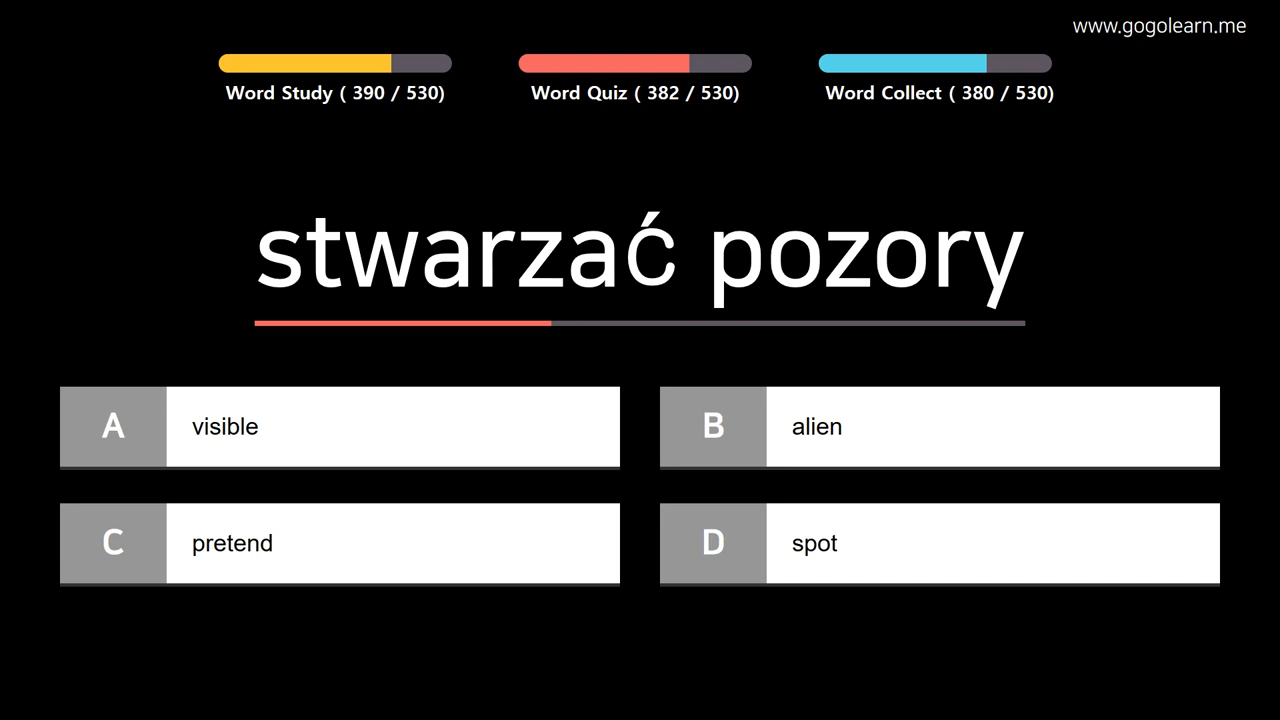 www.gogolearn.me
Word Study ( 390 / 530)
Word Quiz ( 382 / 530)
Word Collect ( 380 / 530)
stwarzać pozory
A visible
B alien
C pretend
D spot